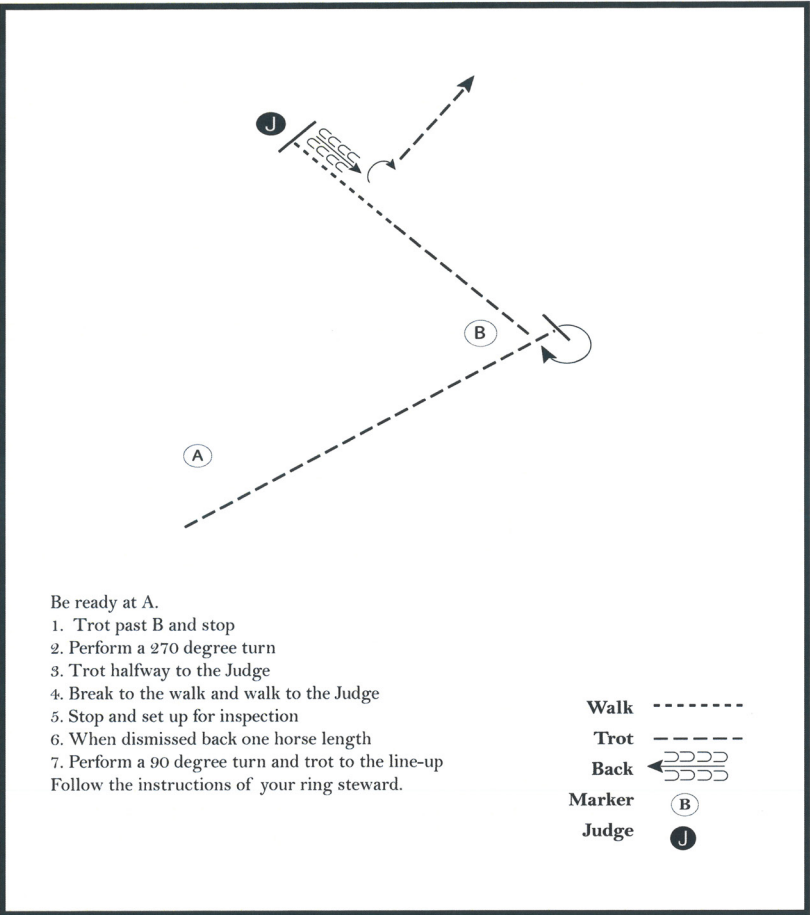 J
B
A
Be ready at A.
1. Trot past B and stop
2. Perform a 270 degree turn
3. Trot halfway to the Judge
4. Break to the walk and walk to the Judge
5. Stop and set up for inspection
6. When dismissed back one horse length
7. Perform a 90 degree turn and trot to the line-up
Follow the instructions of your ring steward.
Walk
Trot
Back
Marker B
Judge J